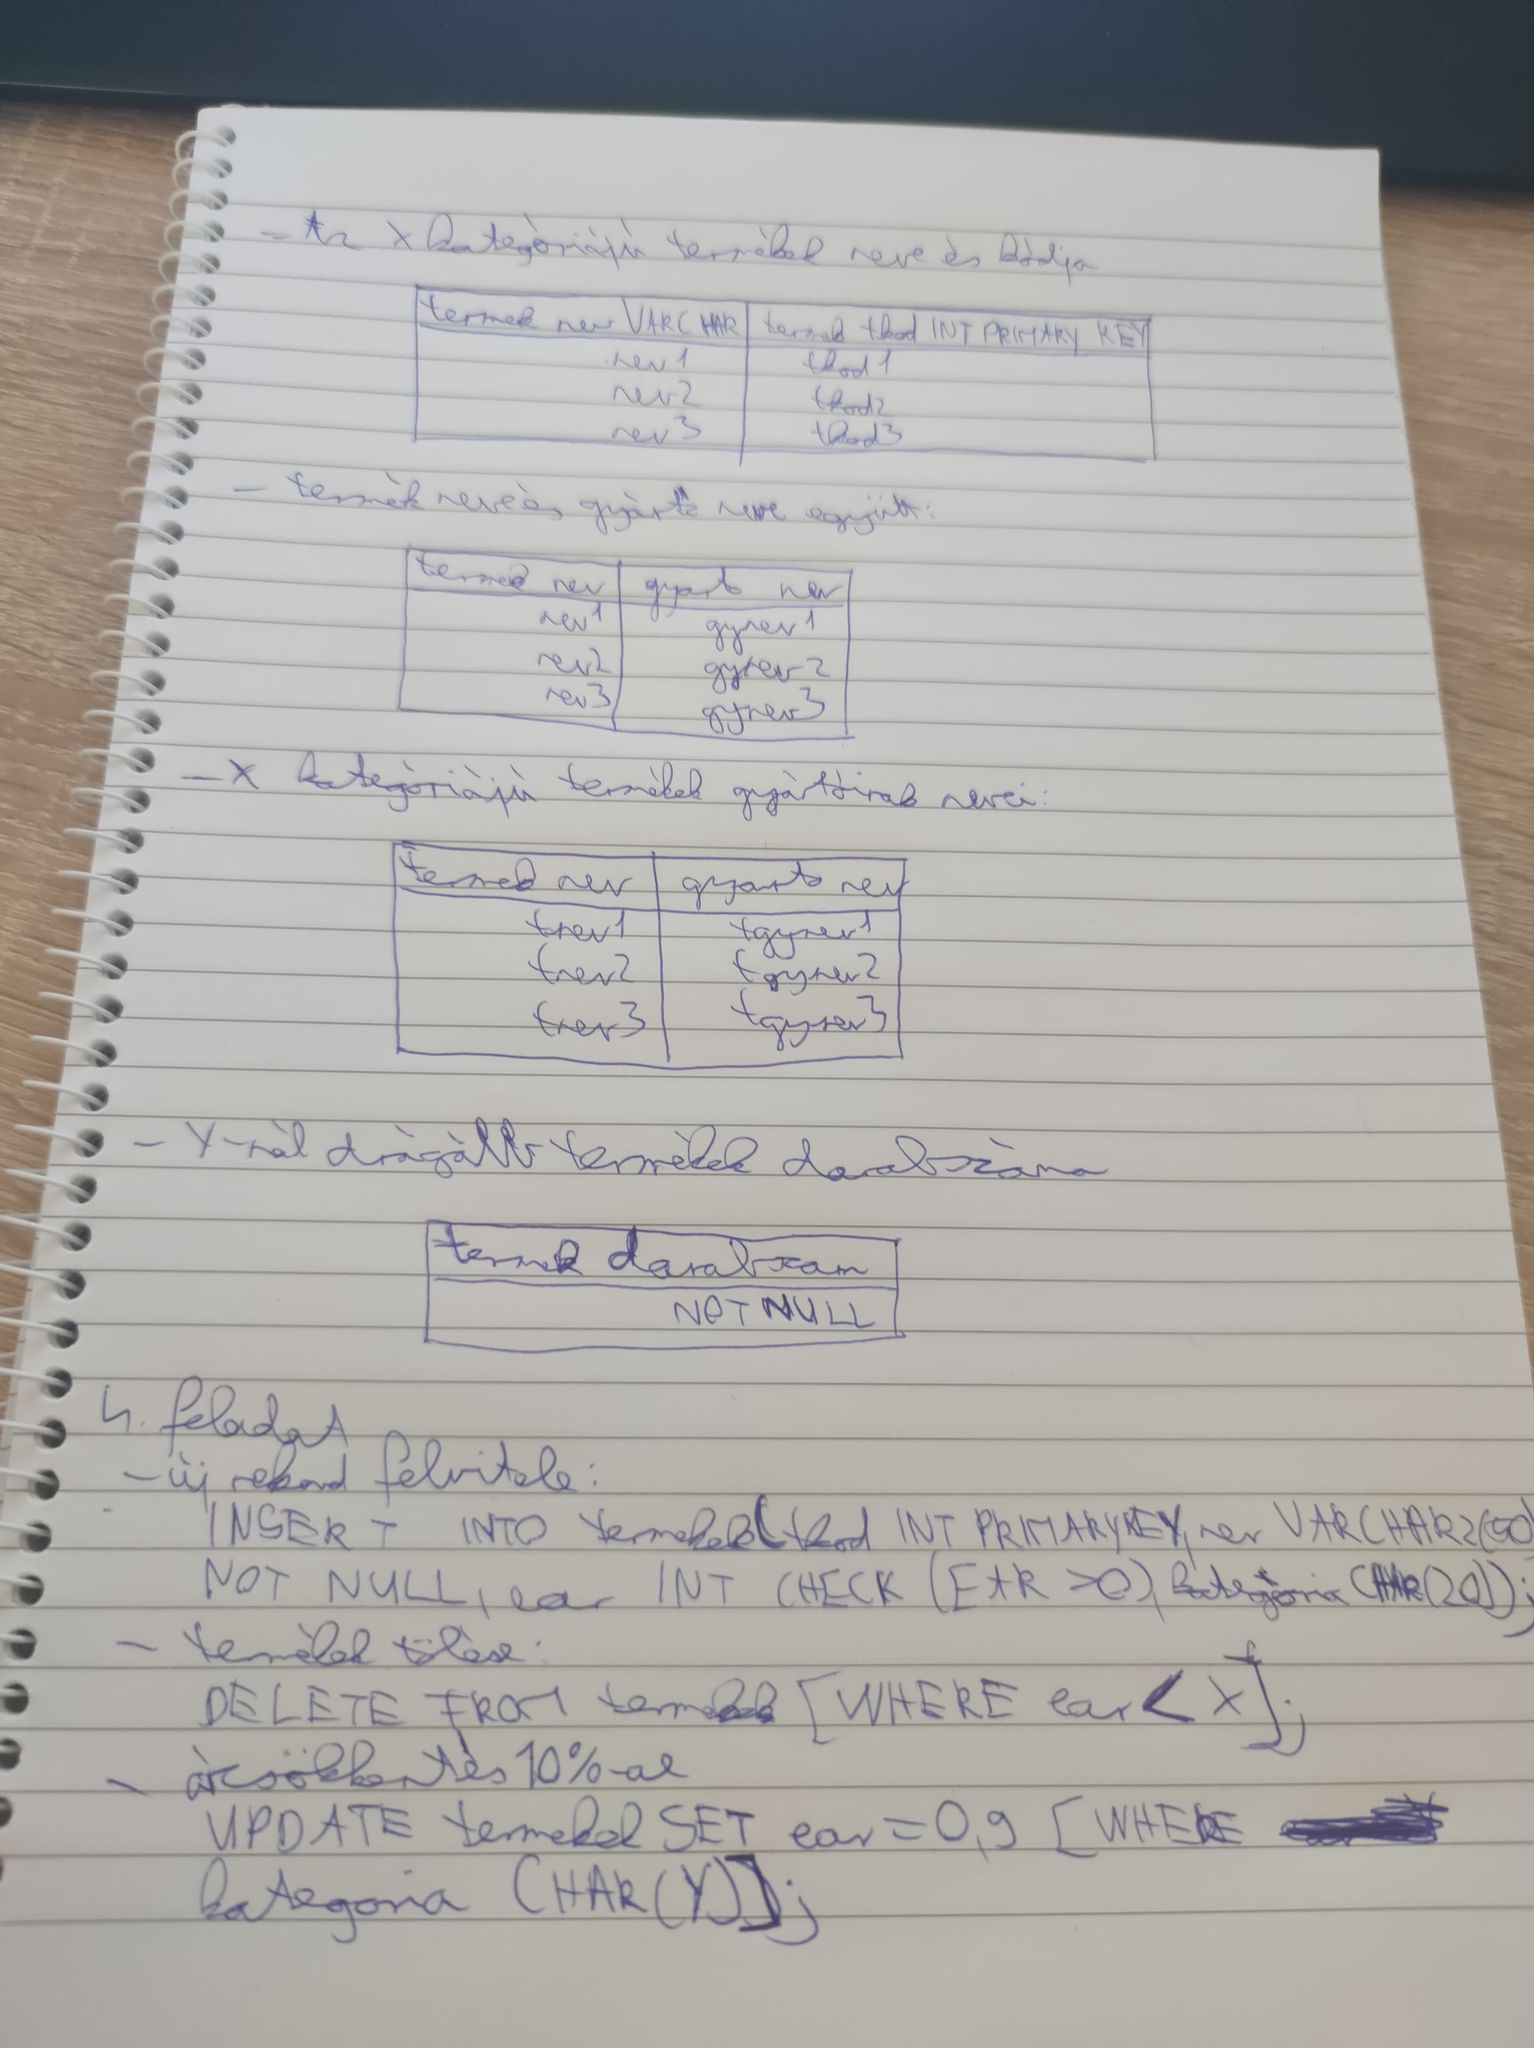 - Az X kategóriájú termékek neve és kódja
termek nev VARCHAR | termek tkod INT PRIMARY KEY
nev1 | tkod1
nev2 | tkod2
nev3 | tkod3
- termék neve és gyártó neve együtt:
termek nev | gyarto nev
nev1 | gynev1
nev2 | gynev2
nev3 | gynev3
- X kategóriájú termékek gyártóinak nevei:
termek nev | gyarto nev
tnev1 | tgynev1
tnev2 | tgynev2
tnev3 | tgynev3
- Y-nál drágább termékek darabszáma
termek darabszam
NOT NULL
4. feladat
- új rekord felvitele:
INSERT INTO termekek(tkod INT PRIMARYKEY, nev VARCHAR2(50)
NOT NULL, ear INT CHECK (EAR >0), kategória CHAR(20));
- termékek törlése:
DELETE FROM termekek [WHERE ear < X];
- árcsökkentés 10%-al
UPDATE termekek SET ear = 0,9 [WHERE
kategoria CHAR(Y)];